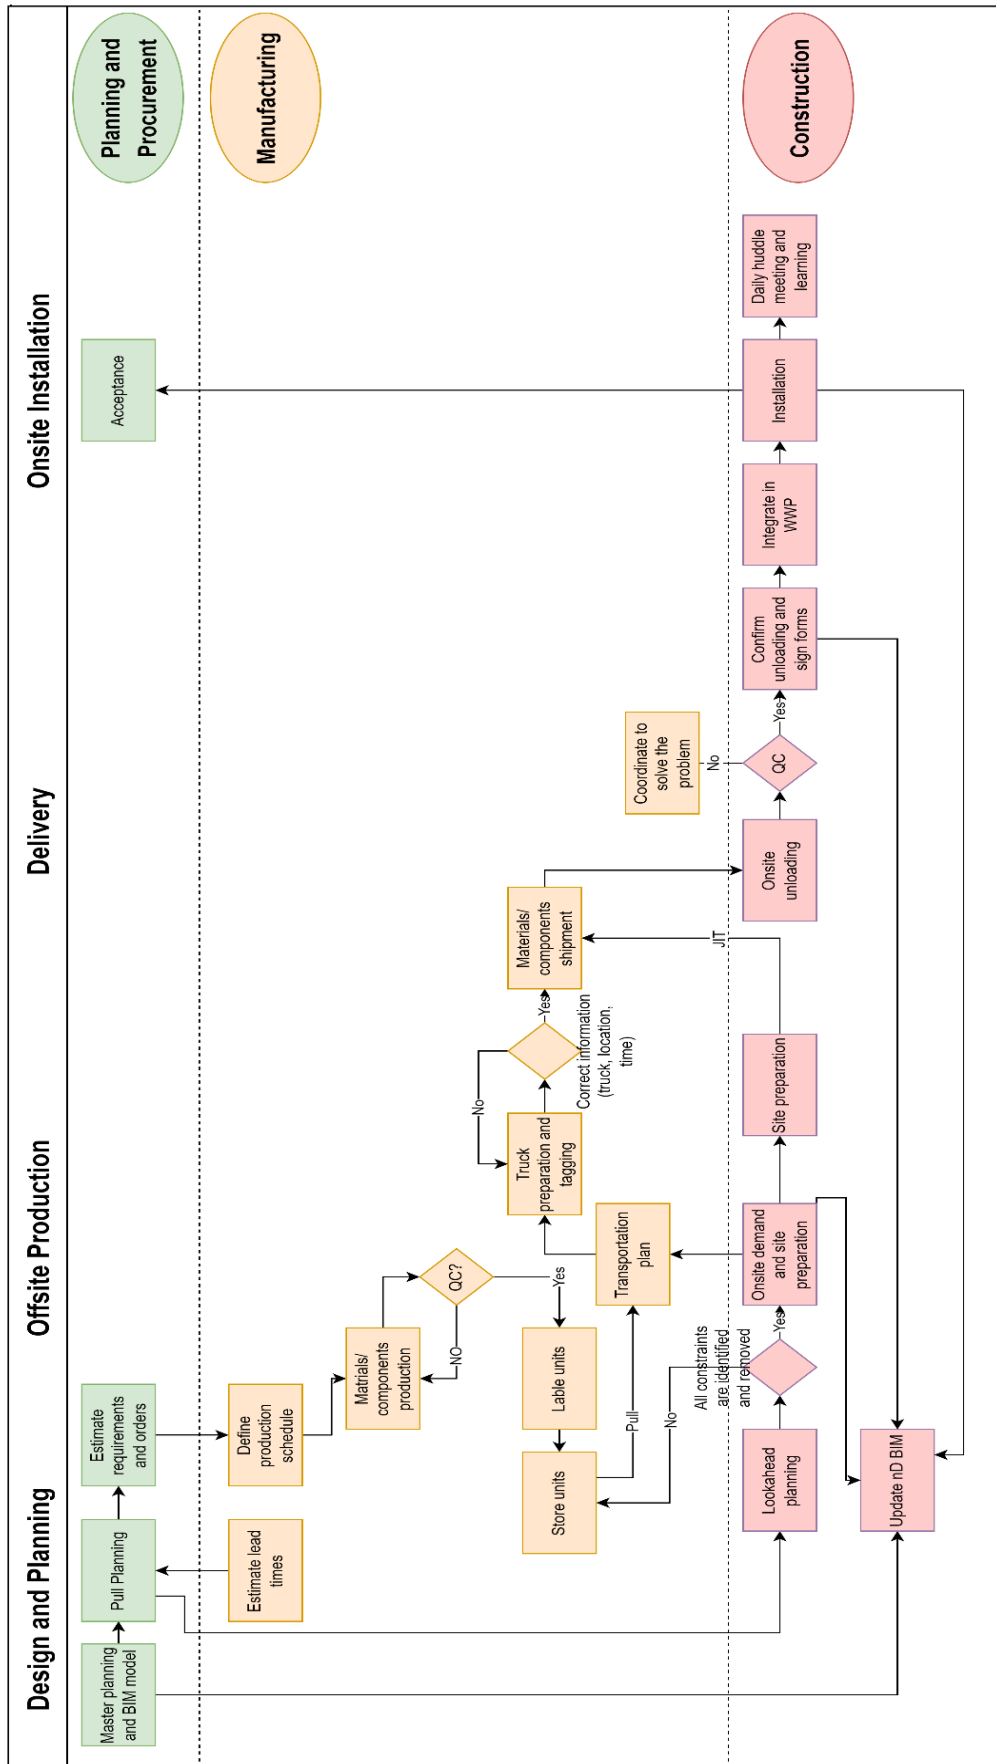 Design and Planning
Offsite Production
Delivery
Onsite Installation
Planning and
Procurement
Master planning
and BIM model
Pull Planning
Estimate
requirements
and orders
Acceptance
Manufacturing
Estimate lead
times
Define
production
schedule
Matrials/
components
production
NO
QC?
Yes
Lable units
Store units
Pull
Transportation
plan
Truck
preparation and
tagging
No
Yes
Correct information
(truck, location,
time)
Materials/
components
shipment
JIT
Coordinate to
solve the
problem
No
Construction
Lookahead
planning
No
All constraints
are identified
and removed
Yes
Onsite demand
and site
preparation
Site preparation
Onsite
unloading
QC
Yes
Confirm
unloading and
sign forms
Integrate in
WWP
Installation
Daily huddle
meeting and
learning
Update nD BIM